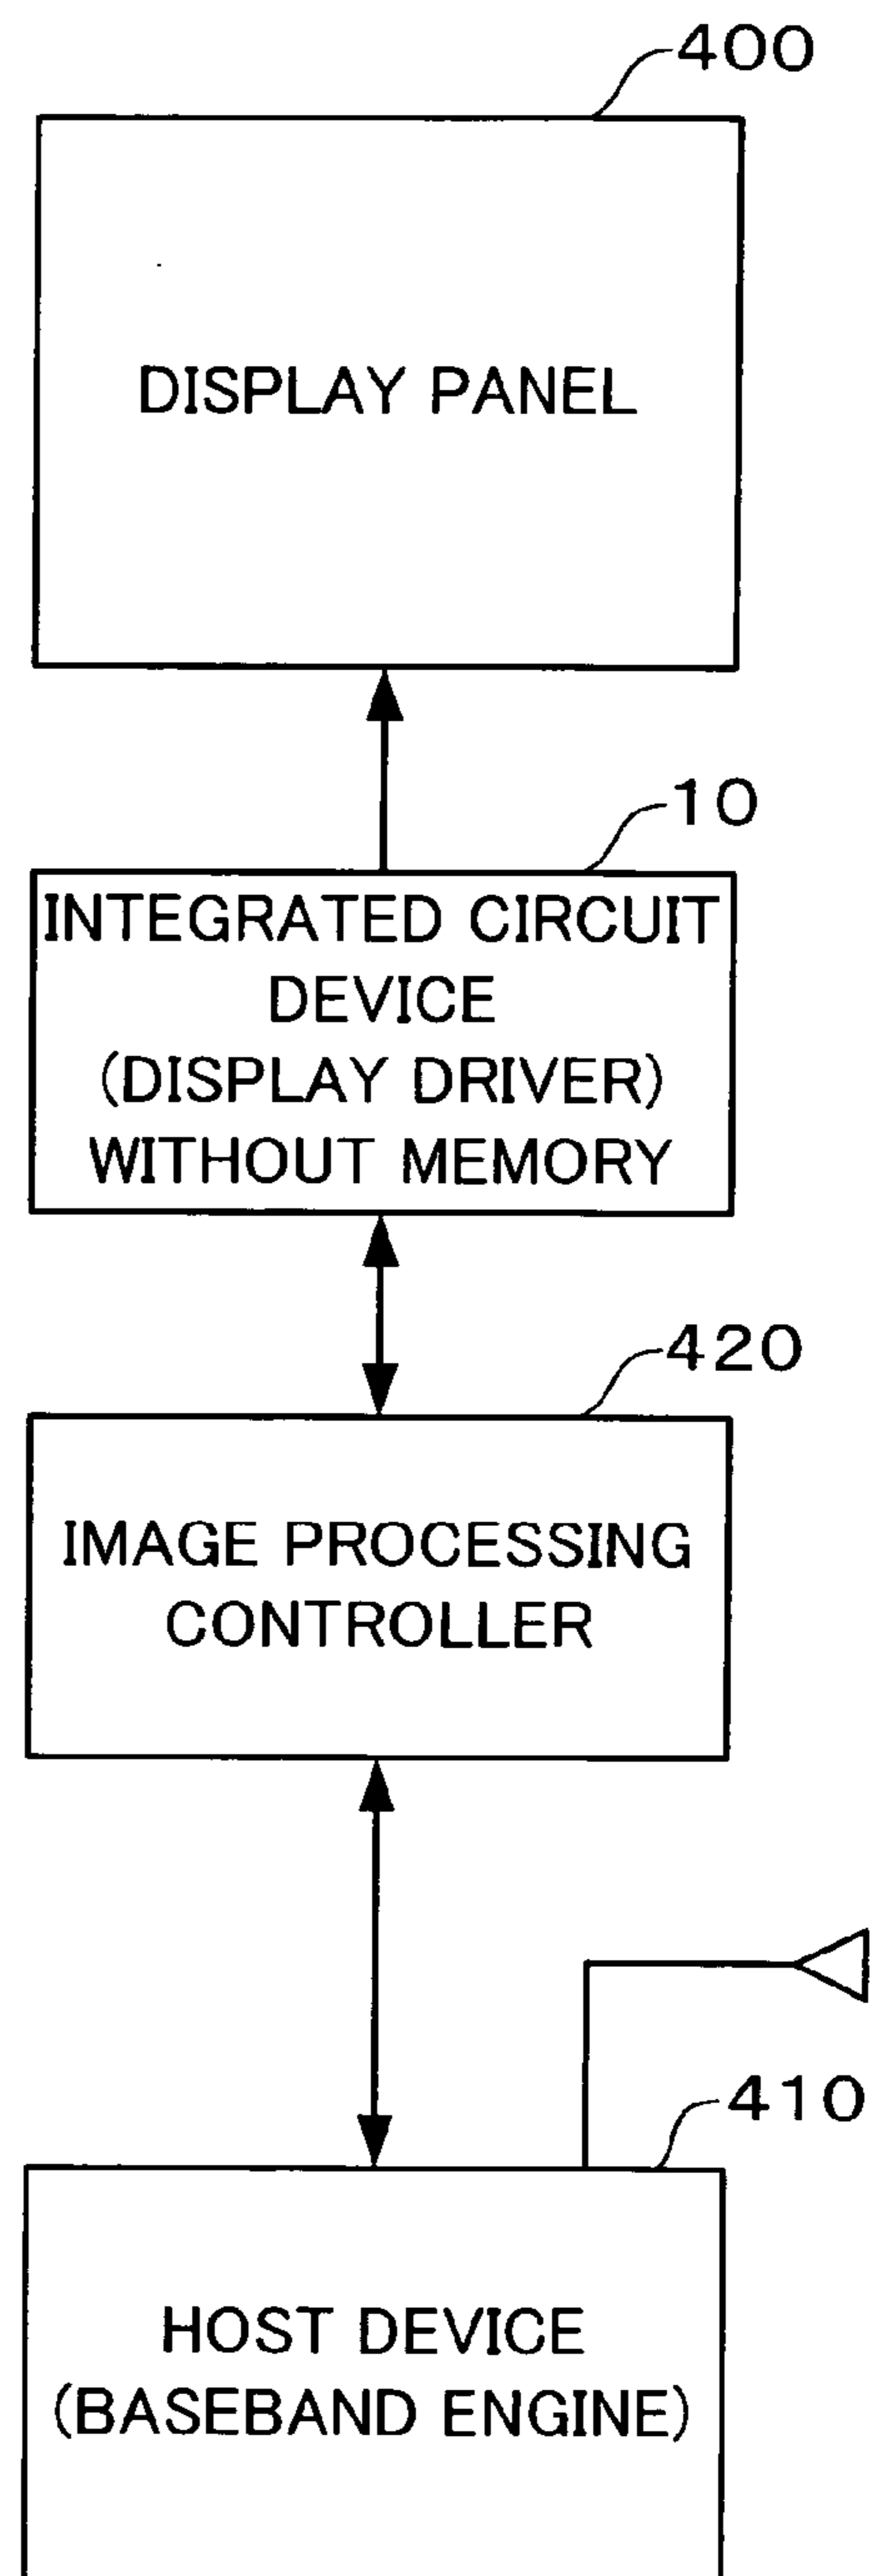 400
DISPLAY PANEL
10
INTEGRATED CIRCUIT
DEVICE
(DISPLAY DRIVER)
WITHOUT MEMORY
420
IMAGE PROCESSING
CONTROLLER
410
HOST DEVICE
(BASEBAND ENGINE)